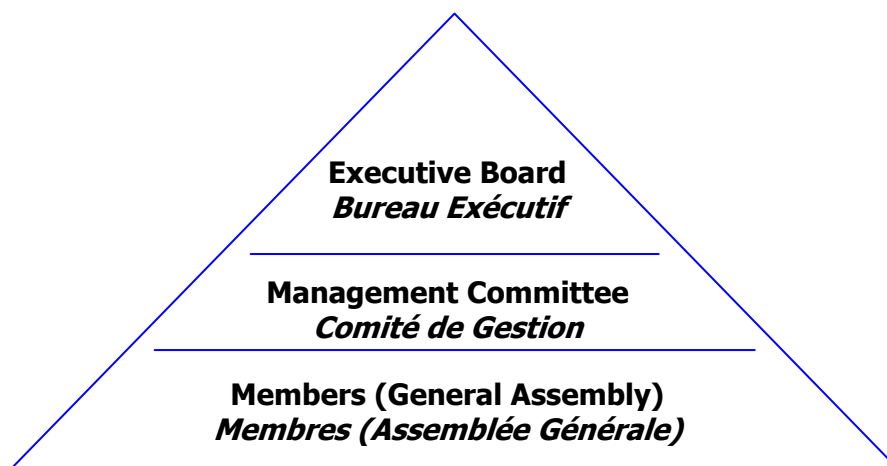 Executive Board
Bureau Exécutif
Management Committee
Comité de Gestion
Members (General Assembly)
Membres (Assemblée Générale)